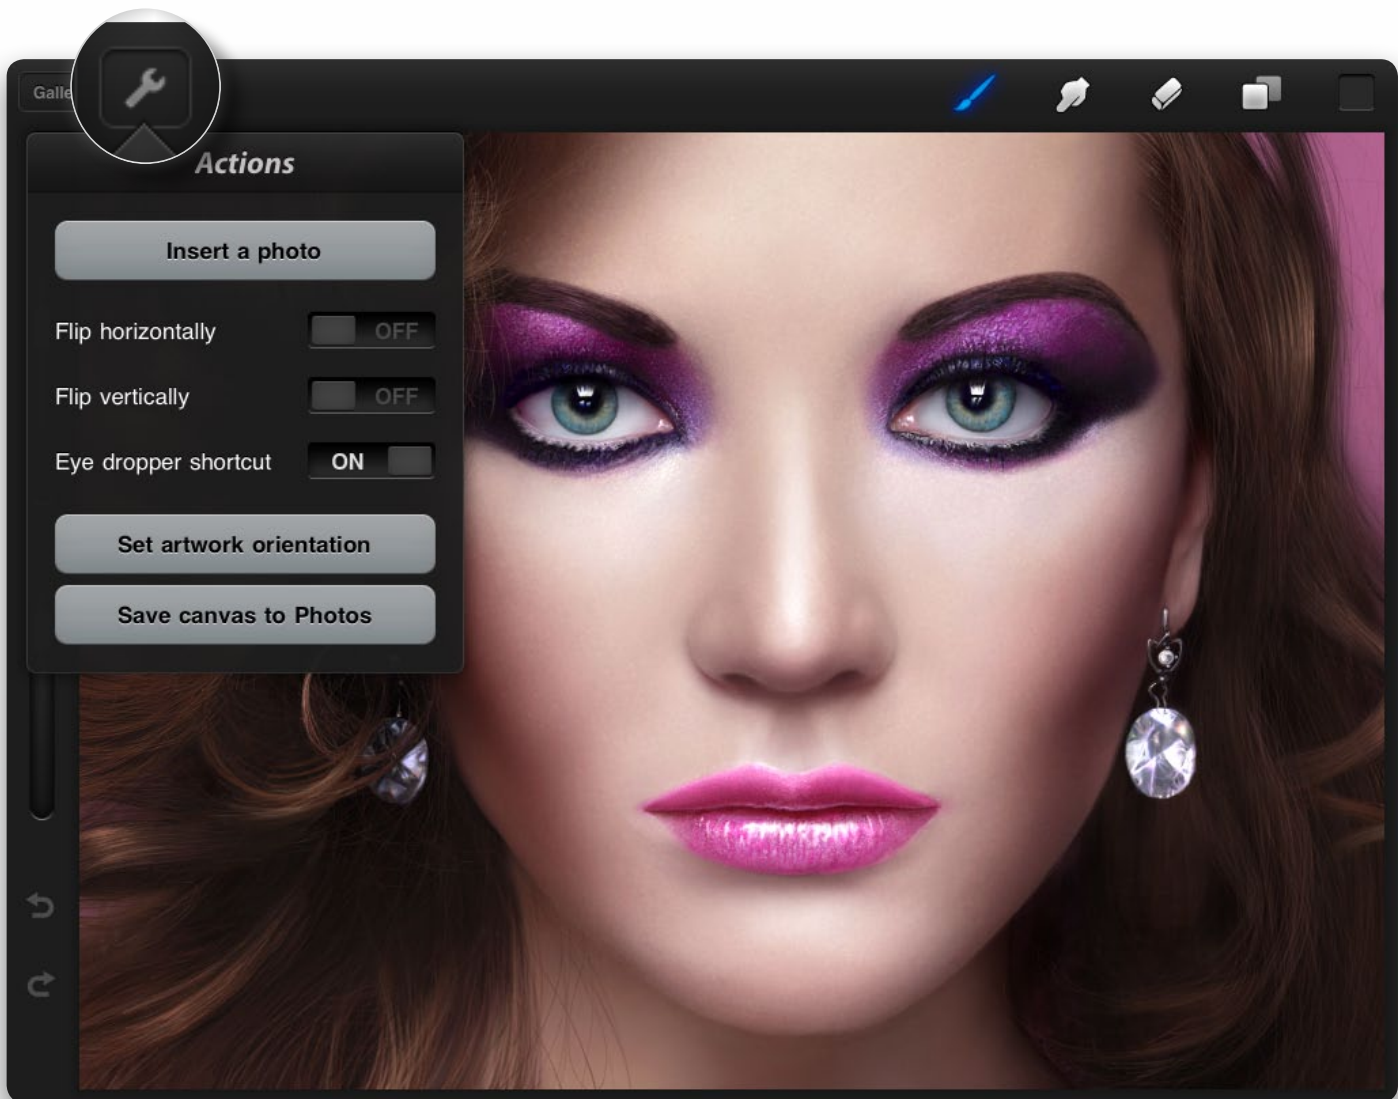 Galle
Actions
Insert a photo
Flip horizontally OFF
Flip vertically OFF
Eye dropper shortcut ON
Set artwork orientation
Save canvas to Photos